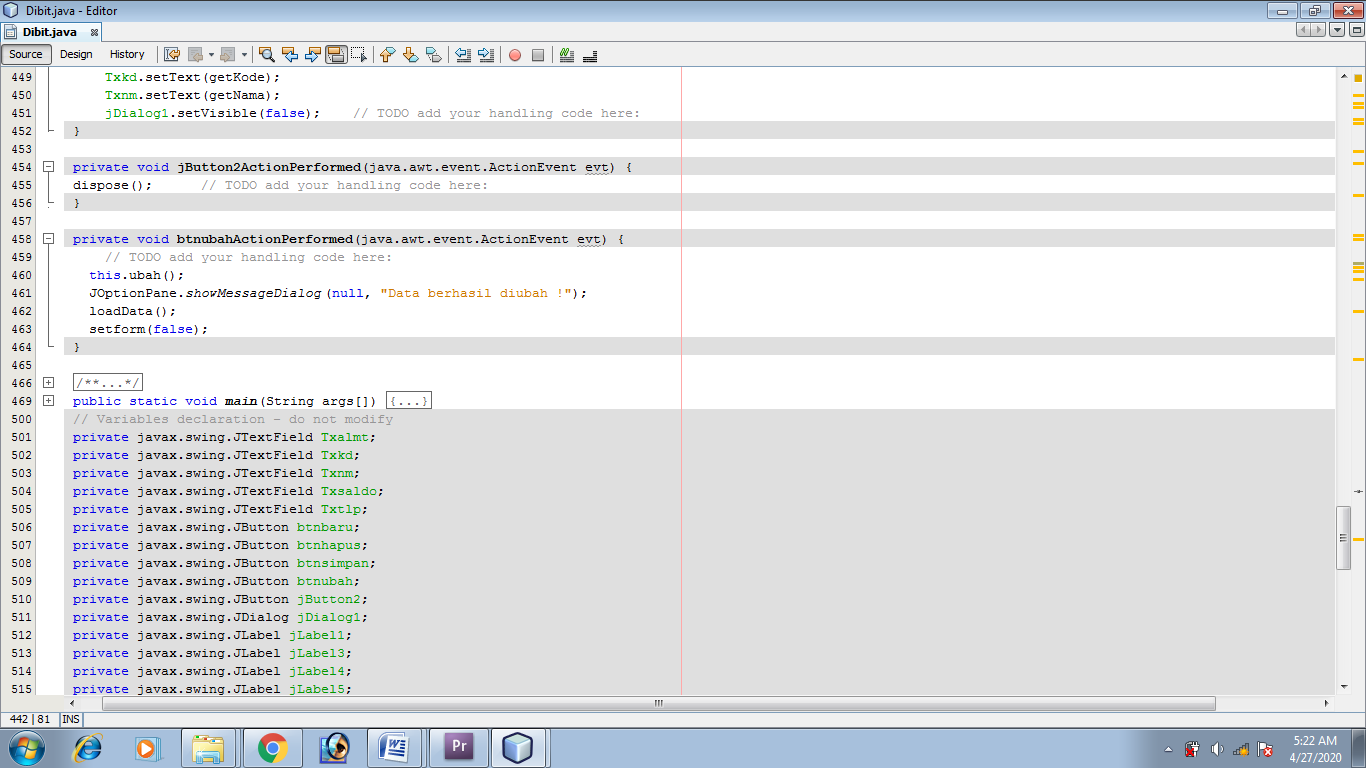 Dibit.java - Editor
Dibit.java
Source Design History
449 Txkd.setText(getKode);
450 Txnm.setText(getNama);
451 jDialog1.setVisible(false);    // TODO add your handling code here:
452 }
453
454 private void jButton2ActionPerformed(java.awt.event.ActionEvent evt) {
455 dispose();      // TODO add your handling code here:
456 }
457
458 private void btnubahActionPerformed(java.awt.event.ActionEvent evt) {
459     // TODO add your handling code here:
460   this.ubah();
461   JOptionPane.showMessageDialog(null, "Data berhasil diubah !");
462   loadData();
463   setform(false);
464 }
465
466 /**...*/
469 public static void main(String args[]) {...}
500 // Variables declaration - do not modify
501 private javax.swing.JTextField Txalmt;
502 private javax.swing.JTextField Txkd;
503 private javax.swing.JTextField Txnm;
504 private javax.swing.JTextField Txsaldo;
505 private javax.swing.JTextField Txtlp;
506 private javax.swing.JButton btnbaru;
507 private javax.swing.JButton btnhapus;
508 private javax.swing.JButton btnsimpan;
509 private javax.swing.JButton btnubah;
510 private javax.swing.JButton jButton2;
511 private javax.swing.JDialog jDialog1;
512 private javax.swing.JLabel jLabel1;
513 private javax.swing.JLabel jLabel3;
514 private javax.swing.JLabel jLabel4;
515 private javax.swing.JLabel jLabel5;
442 | 81 INS
Pr
5:22 AM
4/27/2020